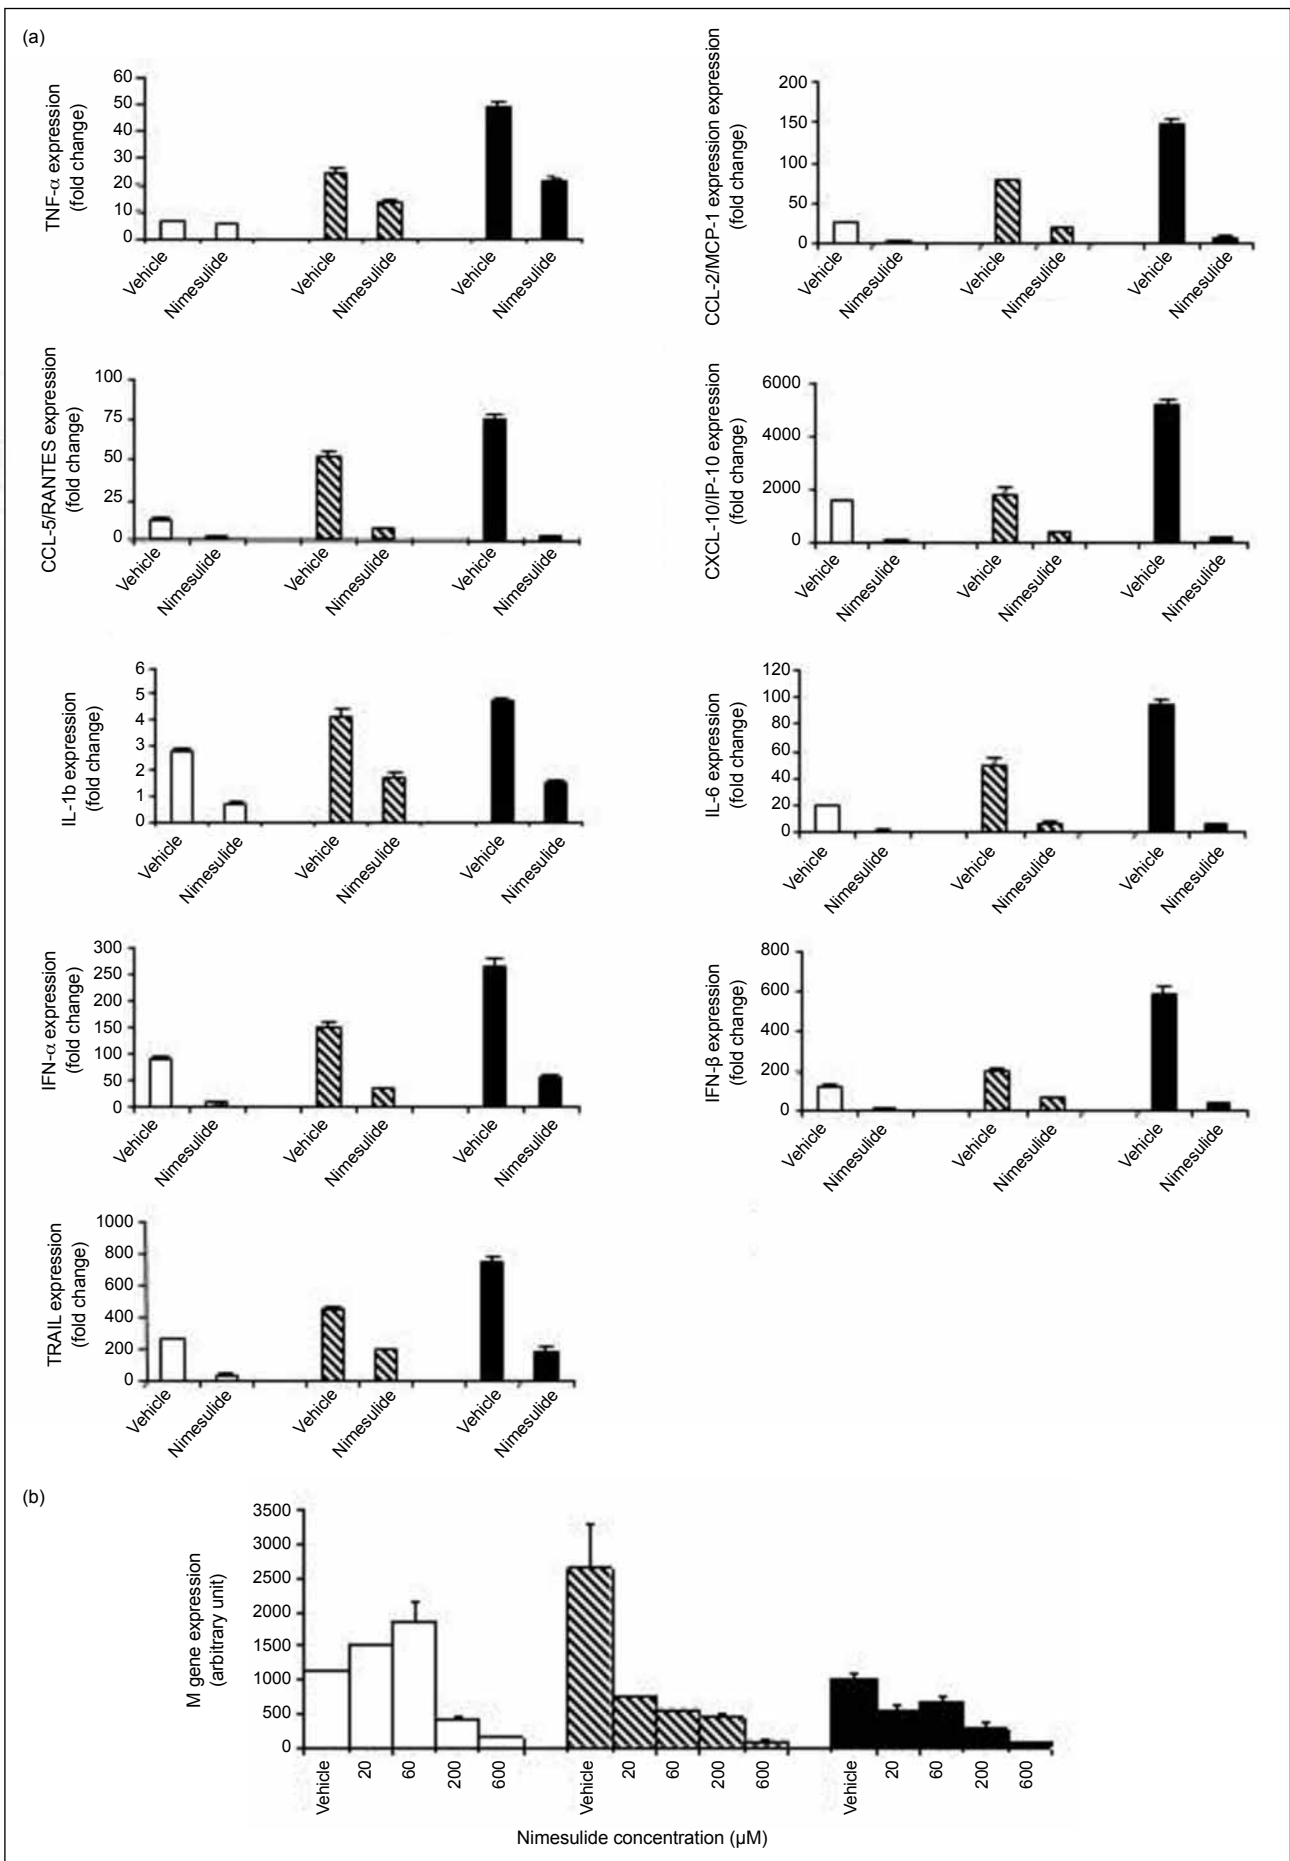 (a)
TNF-α expression
(fold change)
60
50
40
30
20
10
0
Vehicle
Nimesulide
Vehicle
Nimesulide
Vehicle
Nimesulide
CCL-2/MCP-1 expression expression
(fold change)
200
150
100
50
0
Vehicle
Nimesulide
Vehicle
Nimesulide
Vehicle
Nimesulide
CCL-5/RANTES expression
(fold change)
100
75
50
25
0
Vehicle
Nimesulide
Vehicle
Nimesulide
Vehicle
Nimesulide
CXCL-10/IP-10 expression
(fold change)
6000
4000
2000
0
Vehicle
Nimesulide
Vehicle
Nimesulide
Vehicle
Nimesulide
IL-1b expression
(fold change)
6
5
4
3
2
1
0
Vehicle
Nimesulide
Vehicle
Nimesulide
Vehicle
Nimesulide
IL-6 expression
(fold change)
120
100
80
60
40
20
0
Vehicle
Nimesulide
Vehicle
Nimesulide
Vehicle
Nimesulide
IFN-α expression
(fold change)
300
250
200
150
100
50
0
Vehicle
Nimesulide
Vehicle
Nimesulide
Vehicle
Nimesulide
IFN-β expression
(fold change)
800
600
400
200
0
Vehicle
Nimesulide
Vehicle
Nimesulide
Vehicle
Nimesulide
TRAIL expression
(fold change)
1000
800
600
400
200
0
Vehicle
Nimesulide
Vehicle
Nimesulide
Vehicle
Nimesulide
(b)
M gene expression
(arbitrary unit)
3500
3000
2500
2000
1500
1000
500
0
Vehicle
20
60
200
600
Vehicle
20
60
200
600
Vehicle
20
60
200
600
Nimesulide concentration (µM)